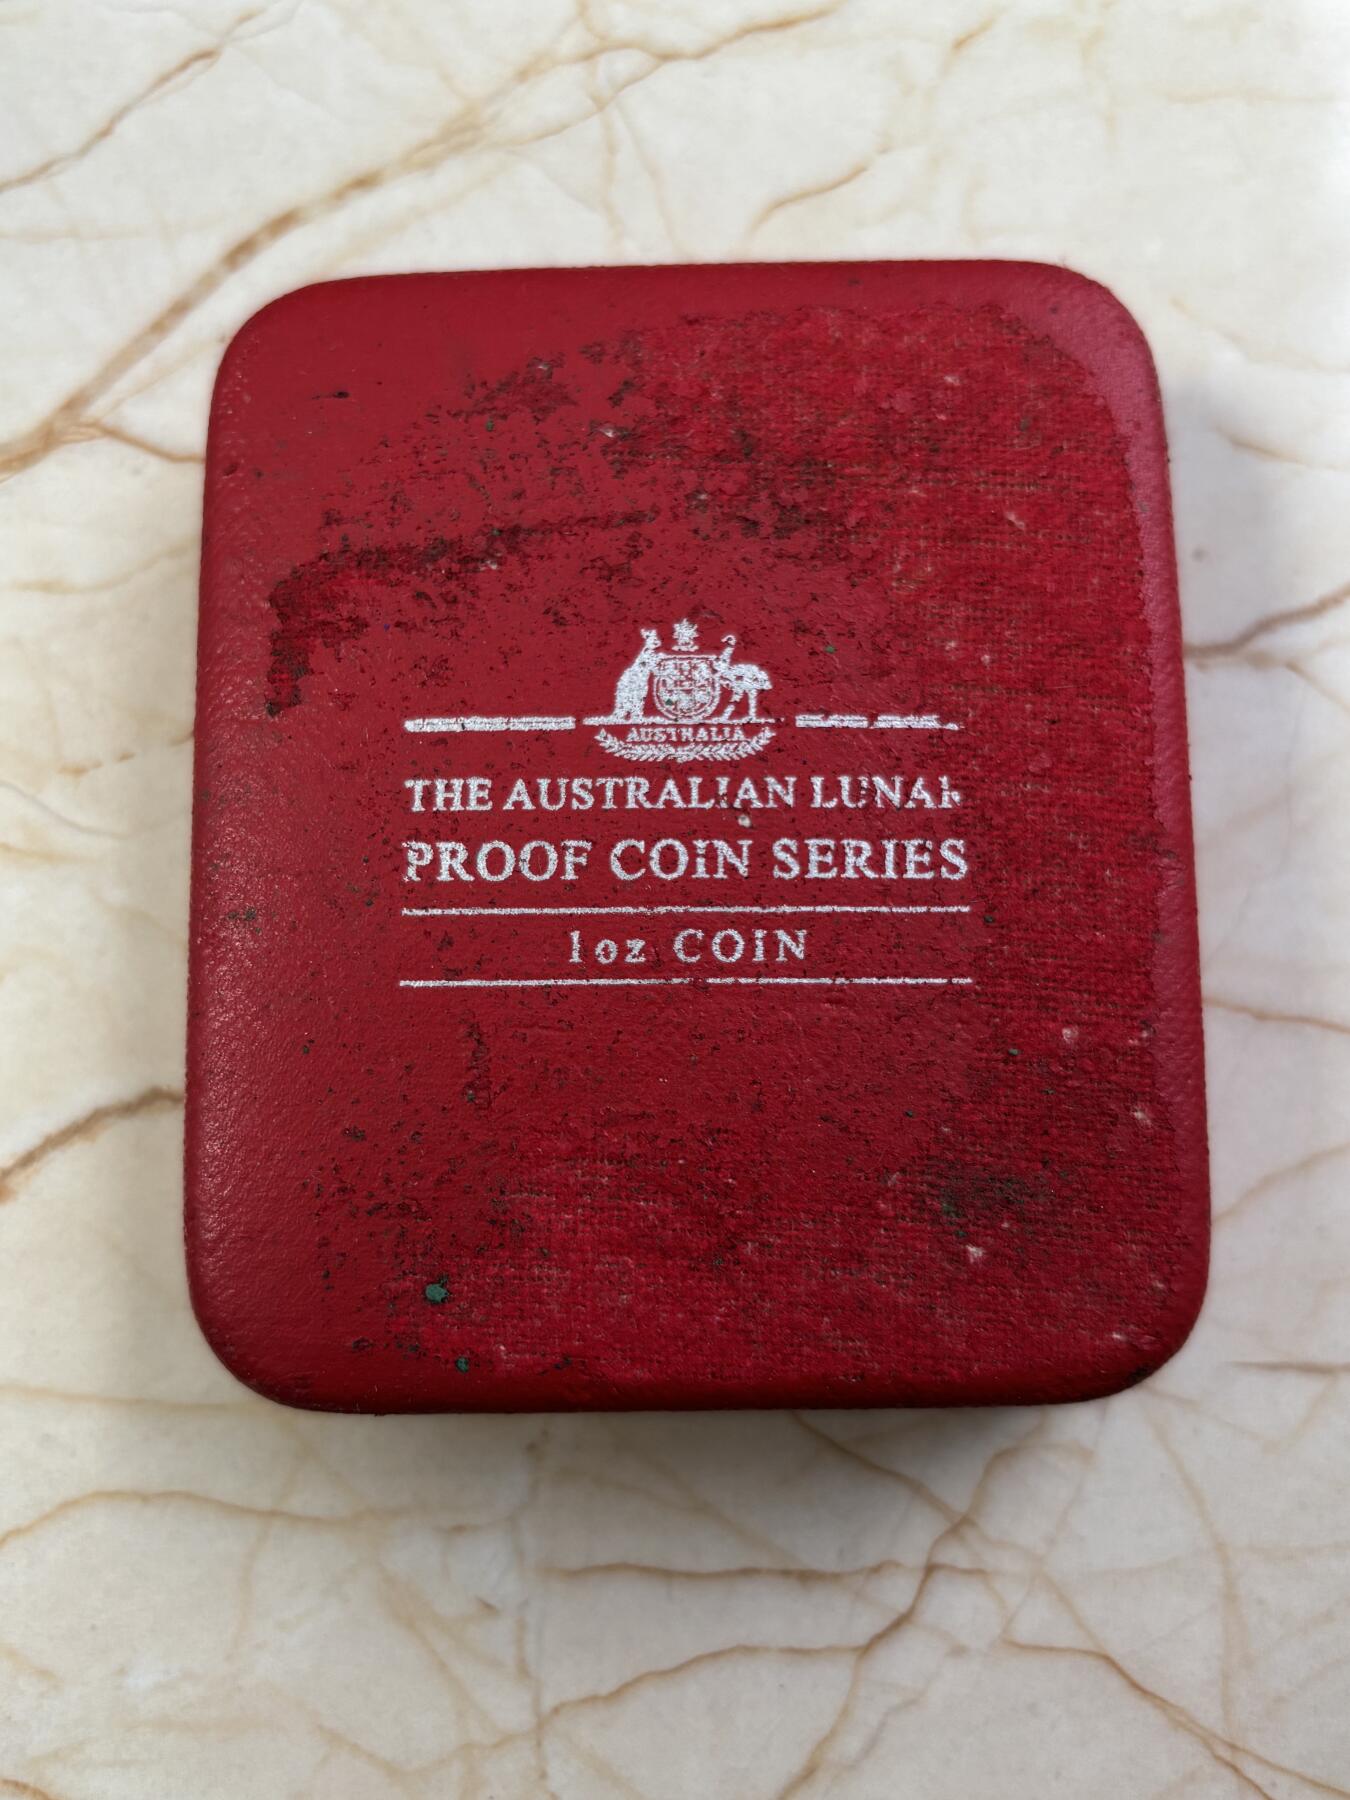 AUSTRALIA
THE AUSTRALIAN LUNAR
PROOF COIN SERIES
1oz COIN